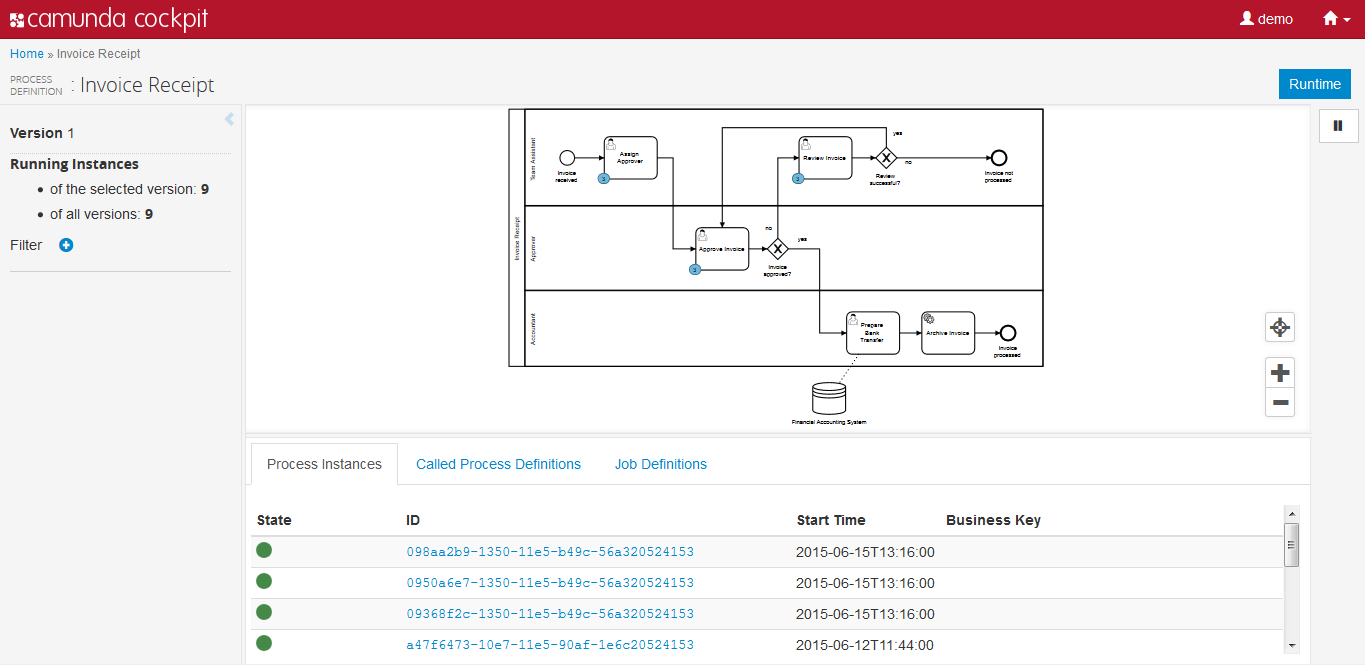 camunda cockpit
demo
Home » Invoice Receipt
PROCESS
DEFINITION : Invoice Receipt
Runtime
Version 1
Running Instances
• of the selected version: 9
• of all versions: 9
Filter
Invoice Receipt
Team Assistant
Invoice
received
Assign
Approver
3
Review Invoice
3
yes
no
Review
successful?
Invoice not
processed
Approver
Approve Invoice
3
no
yes
Invoice
approved?
Accountant
Prepare
Bank
Transfer
Archive Invoice
Invoice
processed
Financial Accounting System
Process Instances Called Process Definitions Job Definitions
State ID Start Time Business Key
098aa2b9-1350-11e5-b49c-56a320524153 2015-06-15T13:16:00
0950a6e7-1350-11e5-b49c-56a320524153 2015-06-15T13:16:00
09368f2c-1350-11e5-b49c-56a320524153 2015-06-15T13:16:00
a47f6473-10e7-11e5-90af-1e6c20524153 2015-06-12T11:44:00